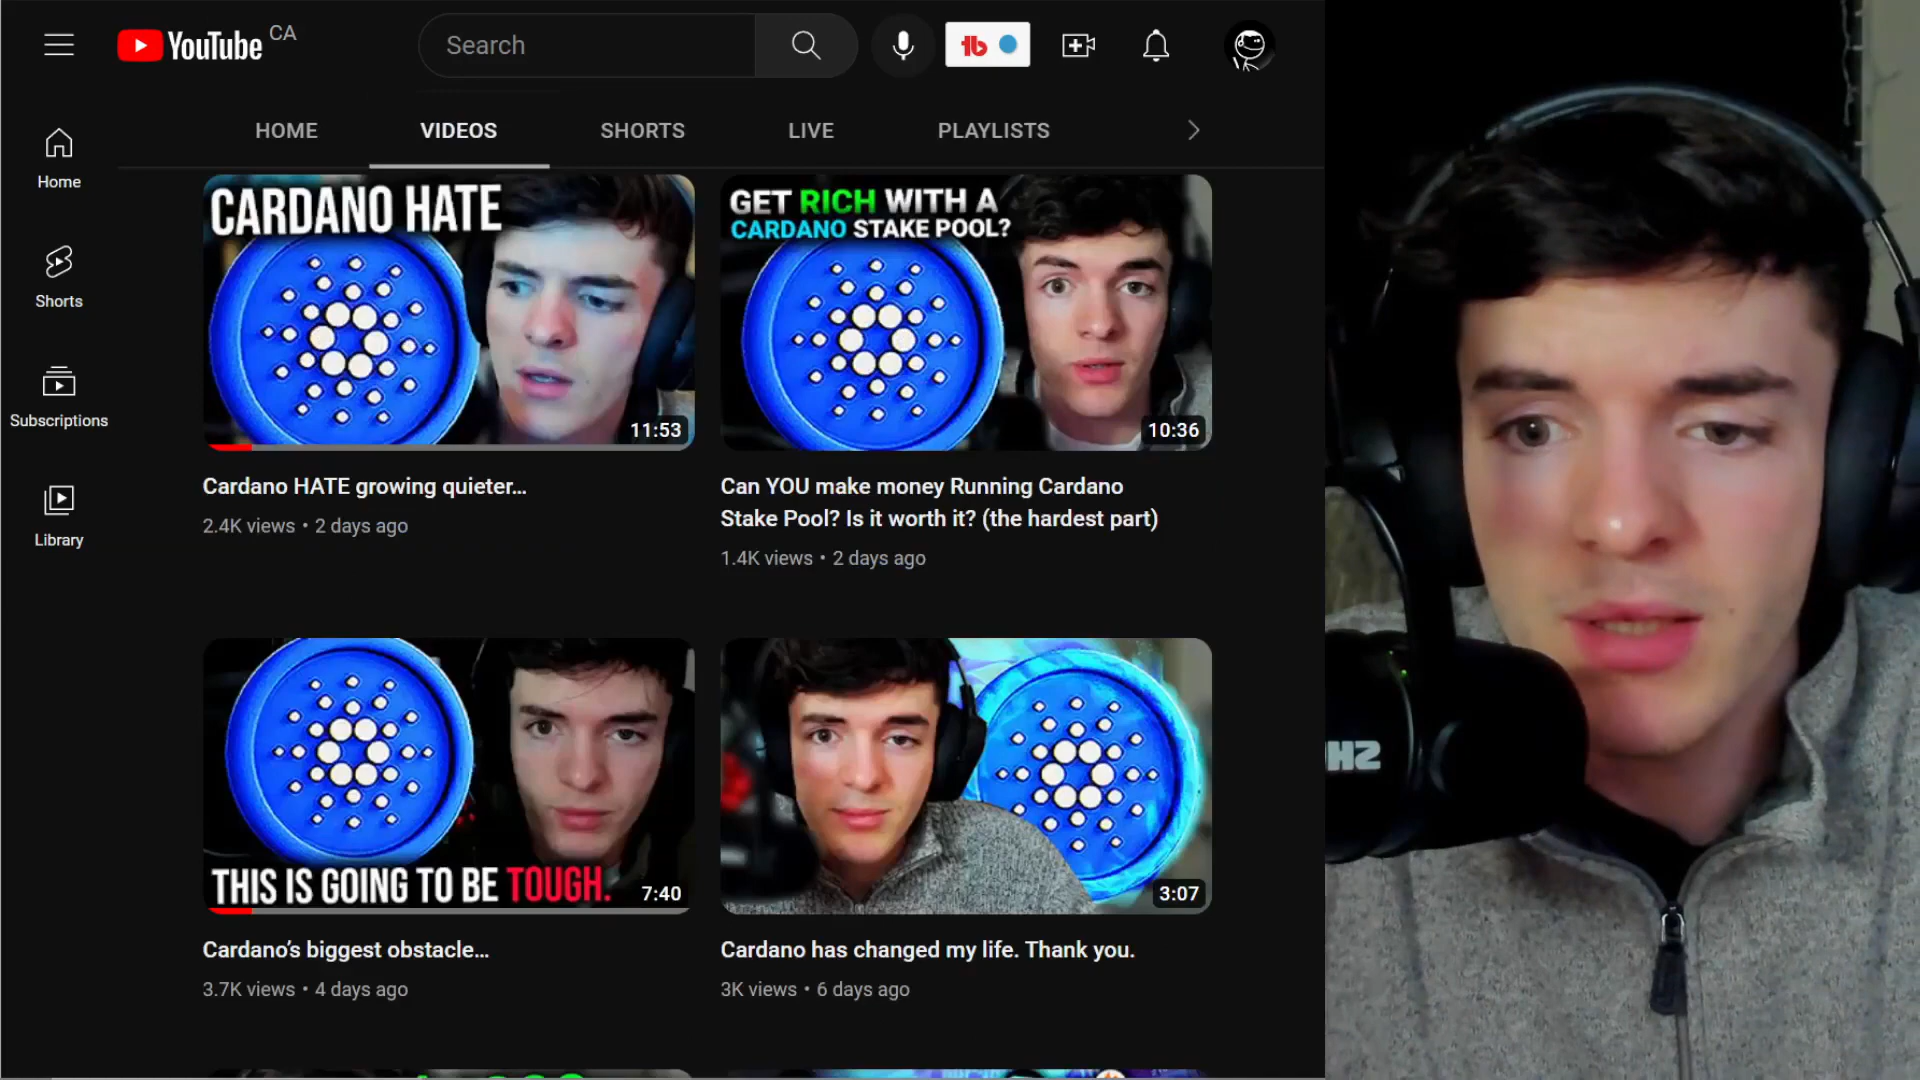 YouTube CA
Search
HOME
VIDEOS
SHORTS
LIVE
PLAYLISTS
Home
Shorts
Subscriptions
Library
CARDANO HATE
11:53
Cardano HATE growing quieter...
2.4K views • 2 days ago
GET RICH WITH A
CARDANO STAKE POOL?
10:36
Can YOU make money Running Cardano
Stake Pool? Is it worth it? (the hardest part)
1.4K views • 2 days ago
THIS IS GOING TO BE TOUGH.
7:40
Cardano’s biggest obstacle...
3.7K views • 4 days ago
3:07
Cardano has changed my life. Thank you.
3K views • 6 days ago